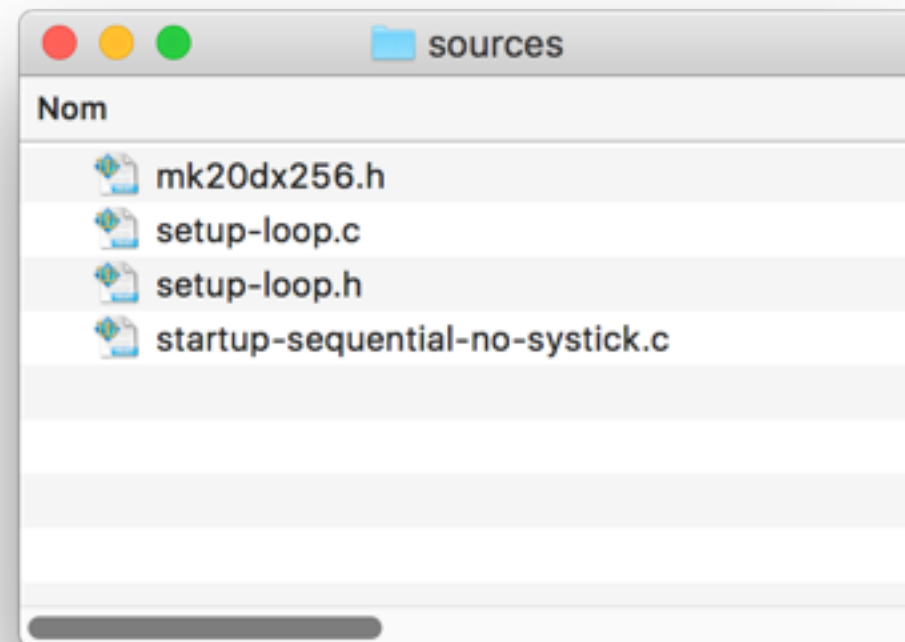 sources
Nom
mk20dx256.h
setup-loop.c
setup-loop.h
startup-sequential-no-systick.c